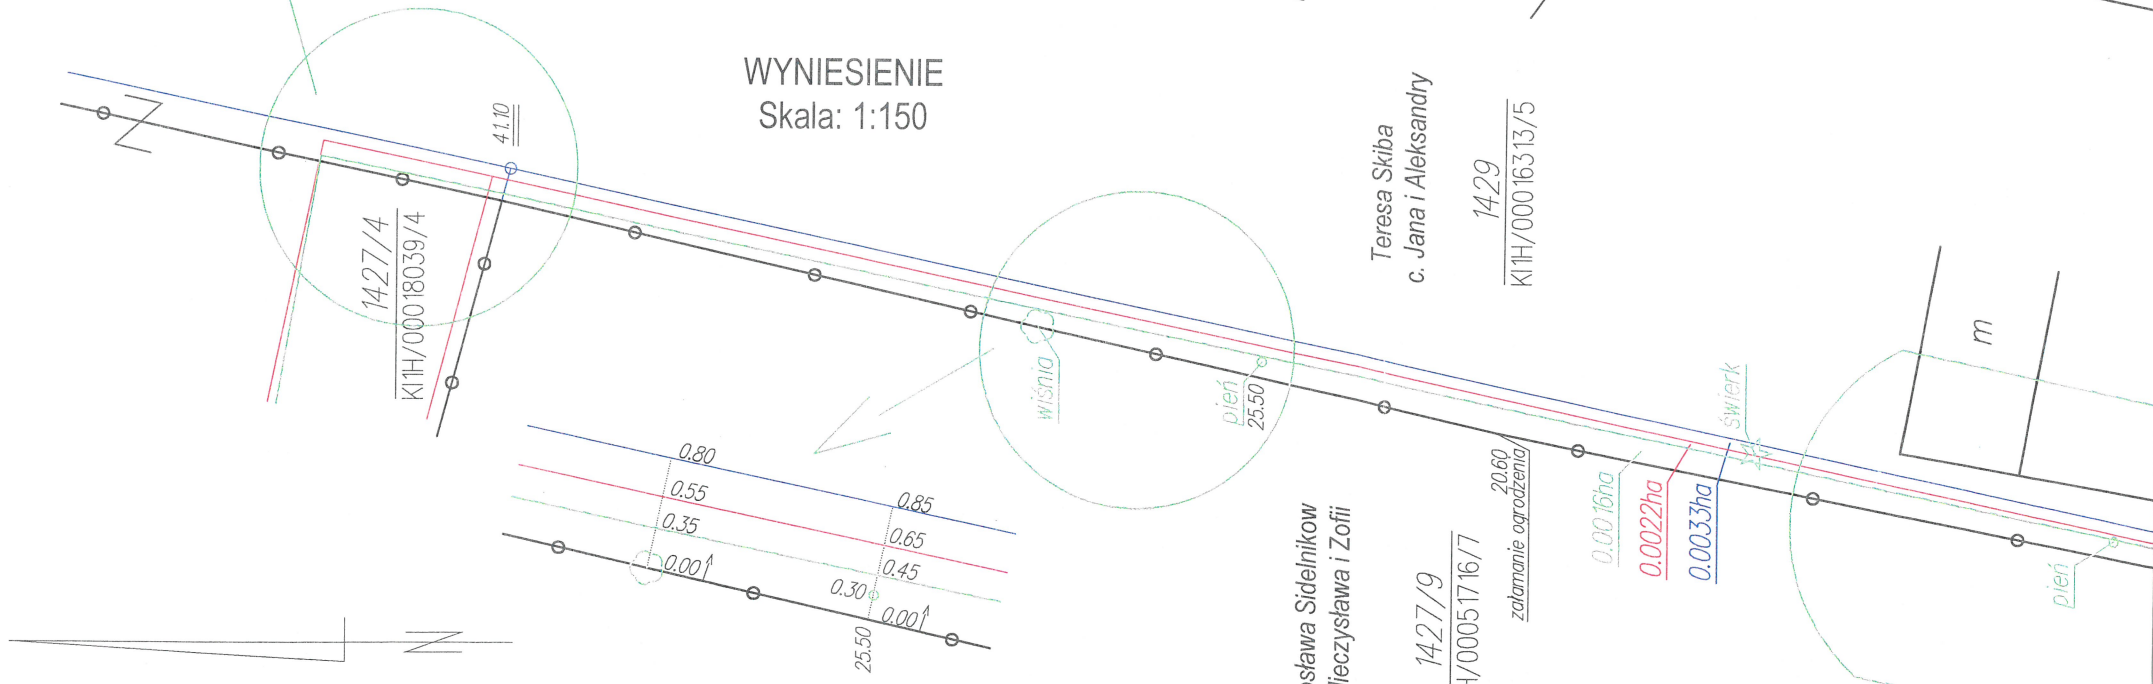 WYNIESIENIE
Skala: 1:150
41.10
1427/4
KI1H/00018039/4
Teresa Skiba
c. Jana i Aleksandry
1429
KI1H/00016313/5
m
wiśnia
pień
25.50
świerk
20.60
załamanie ogrodzenia
0.0016ha
0.0022ha
0.0033ha
pień
0.80
0.55
0.35
0.00
0.85
0.65
0.45
0.30
0.00
25.50
Sidelnikow
i Zofii
1427/9
/00051716/7
N
N